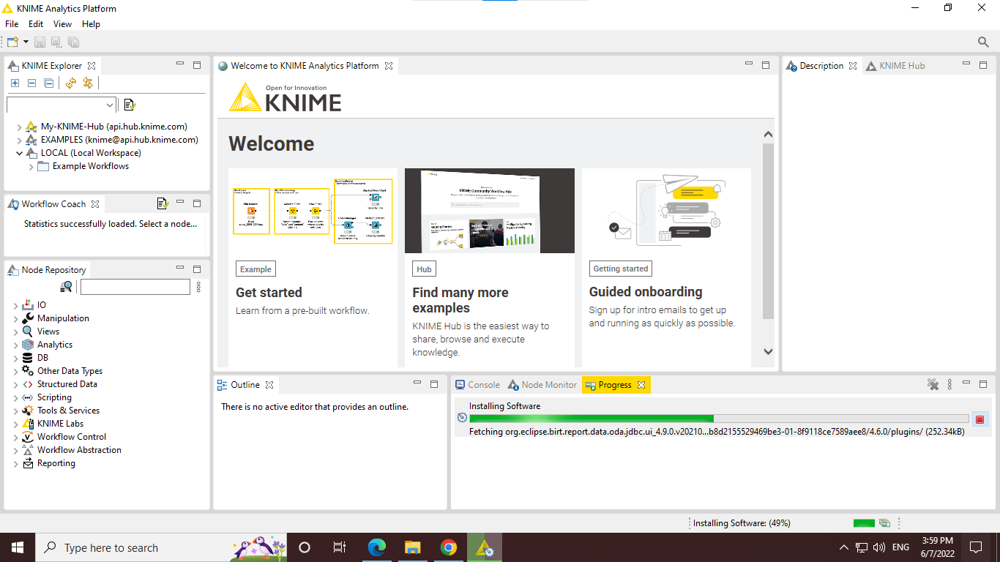 KNIME Analytics Platform
File Edit View Help
KNIME Explorer
My-KNIME-Hub (api.hub.knime.com)
EXAMPLES (knime@api.hub.knime.com)
LOCAL (Local Workspace)
Example Workflows
Workflow Coach
Statistics successfully loaded. Select a node...
Node Repository
IO
Manipulation
Views
Analytics
DB
Other Data Types
Structured Data
Scripting
Tools & Services
KNIME Labs
Workflow Control
Workflow Abstraction
Reporting
Welcome to KNIME Analytics Platform
Open for Innovation
KNIME
Welcome
Example
Get started
Learn from a pre-built workflow.
Hub
Find many more
examples
KNIME Hub is the easiest way to
share, browse and execute
knowledge.
Getting started
Guided onboarding
Sign up for intro emails to get up
and running as quickly as possible.
Description
KNIME Hub
Outline
There is no active editor that provides an outline.
Console Node Monitor Progress
Installing Software
Fetching org.eclipse.birt.report.data.oda.jdbc.ui_4.9.0.v20210...b8d2155529469be3-01-8f9118ce7589aee8/4.6.0/plugins/ (252.34kB)
Installing Software: (49%)
Type here to search
ENG
3:59 PM
6/7/2022